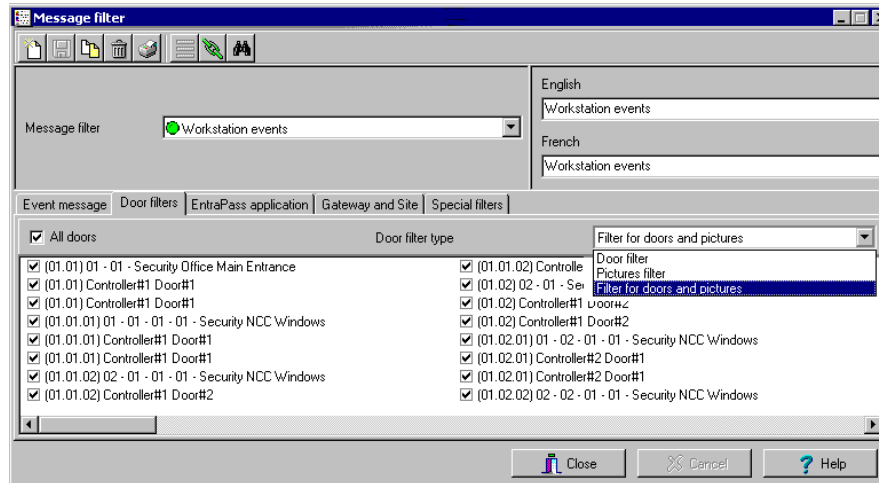 Message filter
English
Workstation events
Message filter
Workstation events
French
Workstation events
Event message Door filters EntraPass application Gateway and Site Special filters
All doors Door filter type Filter for doors and pictures
Door filter
Pictures filter
Filter for doors and pictures
(01.01) 01 - 01 - Security Office Main Entrance (01.01.02) Controlle
(01.01) Controller#1 Door#1 (01.02) 02 - 01 - Se
(01.01) Controller#1 Door#1 (01.02) Controller#1 Door#2
(01.01.01) 01 - 01 - 01 - 01 - Security NCC Windows (01.02) Controller#1 Door#2
(01.01.01) Controller#1 Door#1 (01.02.01) 01 - 02 - 01 - 01 - Security NCC Windows
(01.01.01) Controller#1 Door#1 (01.02.01) Controller#2 Door#1
(01.01.02) 02 - 01 - 01 - 01 - Security NCC Windows (01.02.01) Controller#2 Door#1
(01.01.02) Controller#1 Door#2 (01.02.02) 02 - 02 - 01 - 01 - Security NCC Windows
Close Cancel Help